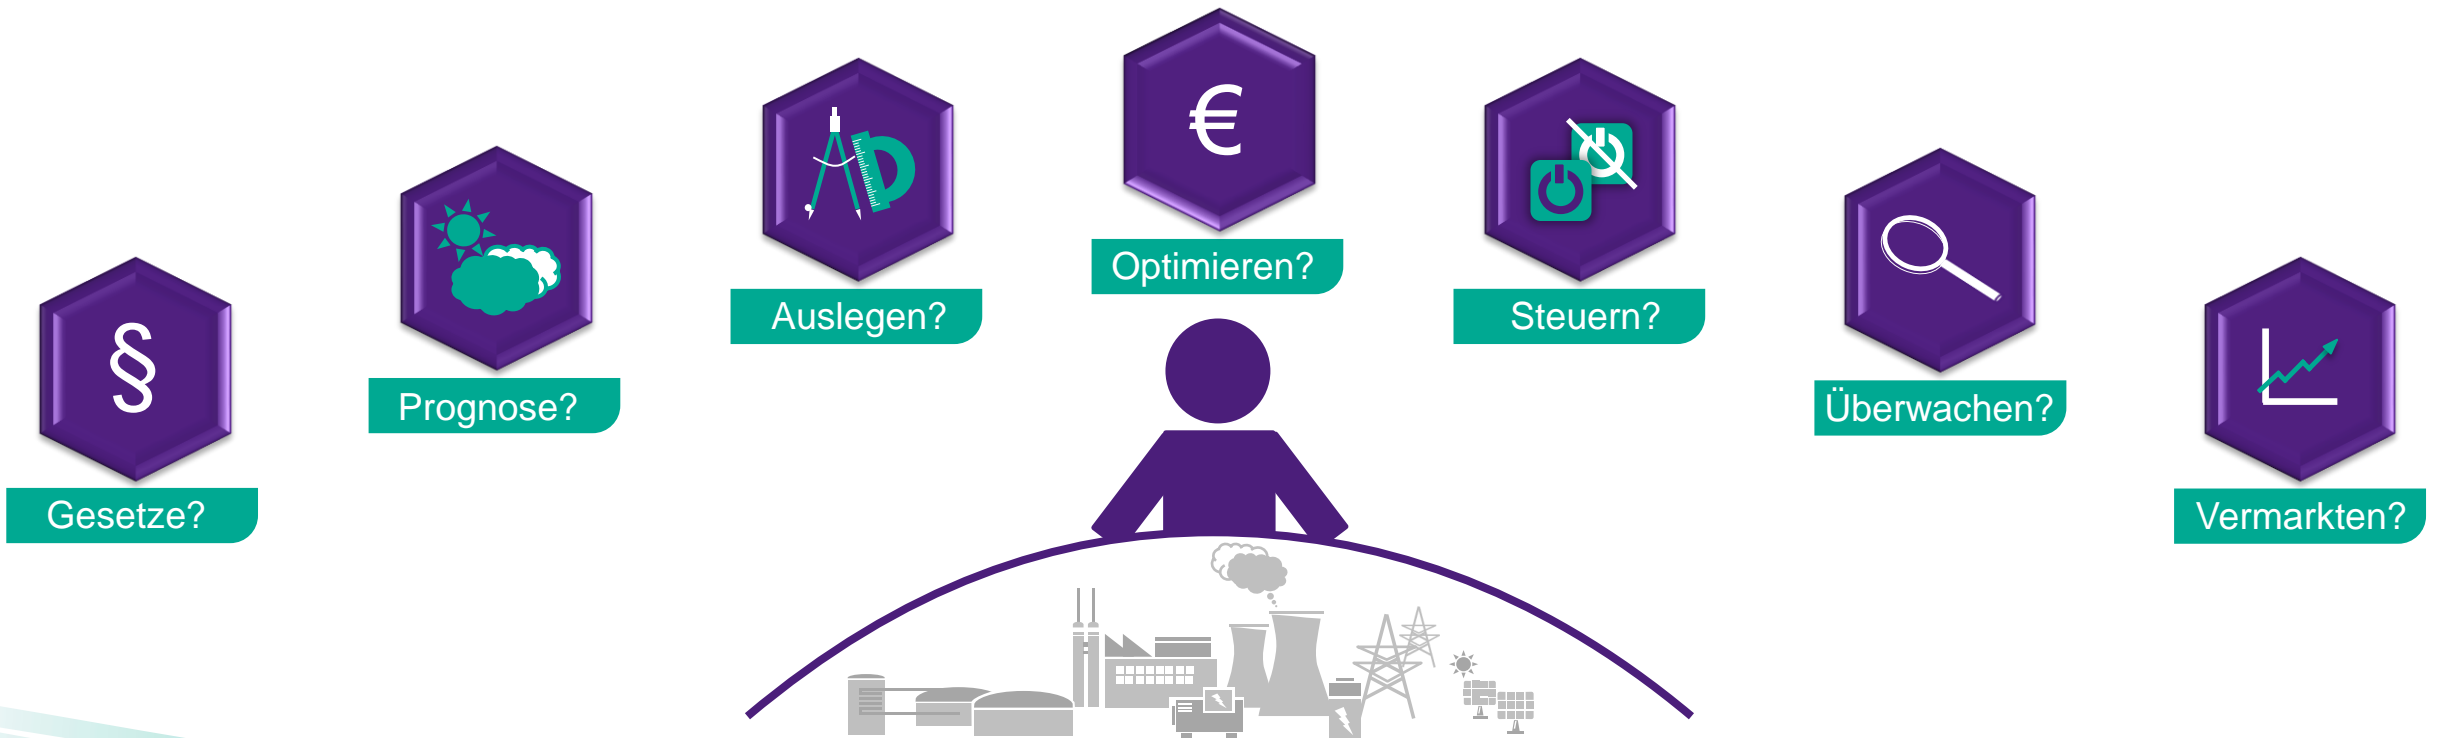 §
Gesetze?
Prognose?
Auslegen?
€
Optimieren?
Steuern?
Überwachen?
Vermarkten?